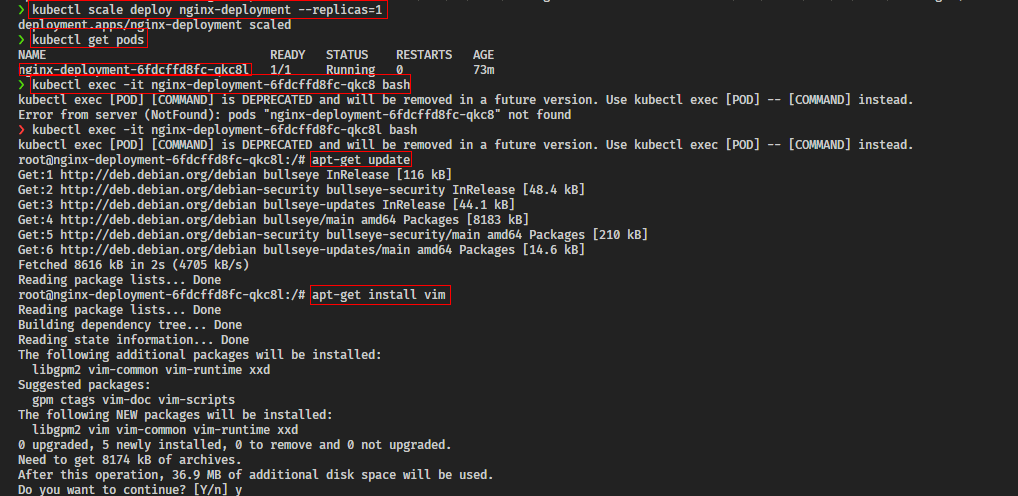 ❯ kubectl scale deploy nginx-deployment --replicas=1
deployment.apps/nginx-deployment scaled
❯ kubectl get pods
NAME READY STATUS RESTARTS AGE
nginx-deployment-6fdcffd8fc-qkc8l 1/1 Running 0 73m
❯ kubectl exec -it nginx-deployment-6fdcffd8fc-qkc8 bash
kubectl exec [POD] [COMMAND] is DEPRECATED and will be removed in a future version. Use kubectl exec [POD] -- [COMMAND] instead.
Error from server (NotFound): pods "nginx-deployment-6fdcffd8fc-qkc8" not found
❯ kubectl exec -it nginx-deployment-6fdcffd8fc-qkc8l bash
kubectl exec [POD] [COMMAND] is DEPRECATED and will be removed in a future version. Use kubectl exec [POD] -- [COMMAND] instead.
root@nginx-deployment-6fdcffd8fc-qkc8l:/# apt-get update
Get:1 http://deb.debian.org/debian bullseye InRelease [116 kB]
Get:2 http://deb.debian.org/debian-security bullseye-security InRelease [48.4 kB]
Get:3 http://deb.debian.org/debian bullseye-updates InRelease [44.1 kB]
Get:4 http://deb.debian.org/debian bullseye/main amd64 Packages [8183 kB]
Get:5 http://deb.debian.org/debian-security bullseye-security/main amd64 Packages [210 kB]
Get:6 http://deb.debian.org/debian bullseye-updates/main amd64 Packages [14.6 kB]
Fetched 8616 kB in 2s (4705 kB/s)
Reading package lists... Done
root@nginx-deployment-6fdcffd8fc-qkc8l:/# apt-get install vim
Reading package lists... Done
Building dependency tree... Done
Reading state information... Done
The following additional packages will be installed:
libgpm2 vim-common vim-runtime xxd
Suggested packages:
gpm ctags vim-doc vim-scripts
The following NEW packages will be installed:
libgpm2 vim vim-common vim-runtime xxd
0 upgraded, 5 newly installed, 0 to remove and 0 not upgraded.
Need to get 8174 kB of archives.
After this operation, 36.9 MB of additional disk space will be used.
Do you want to continue? [Y/n] y